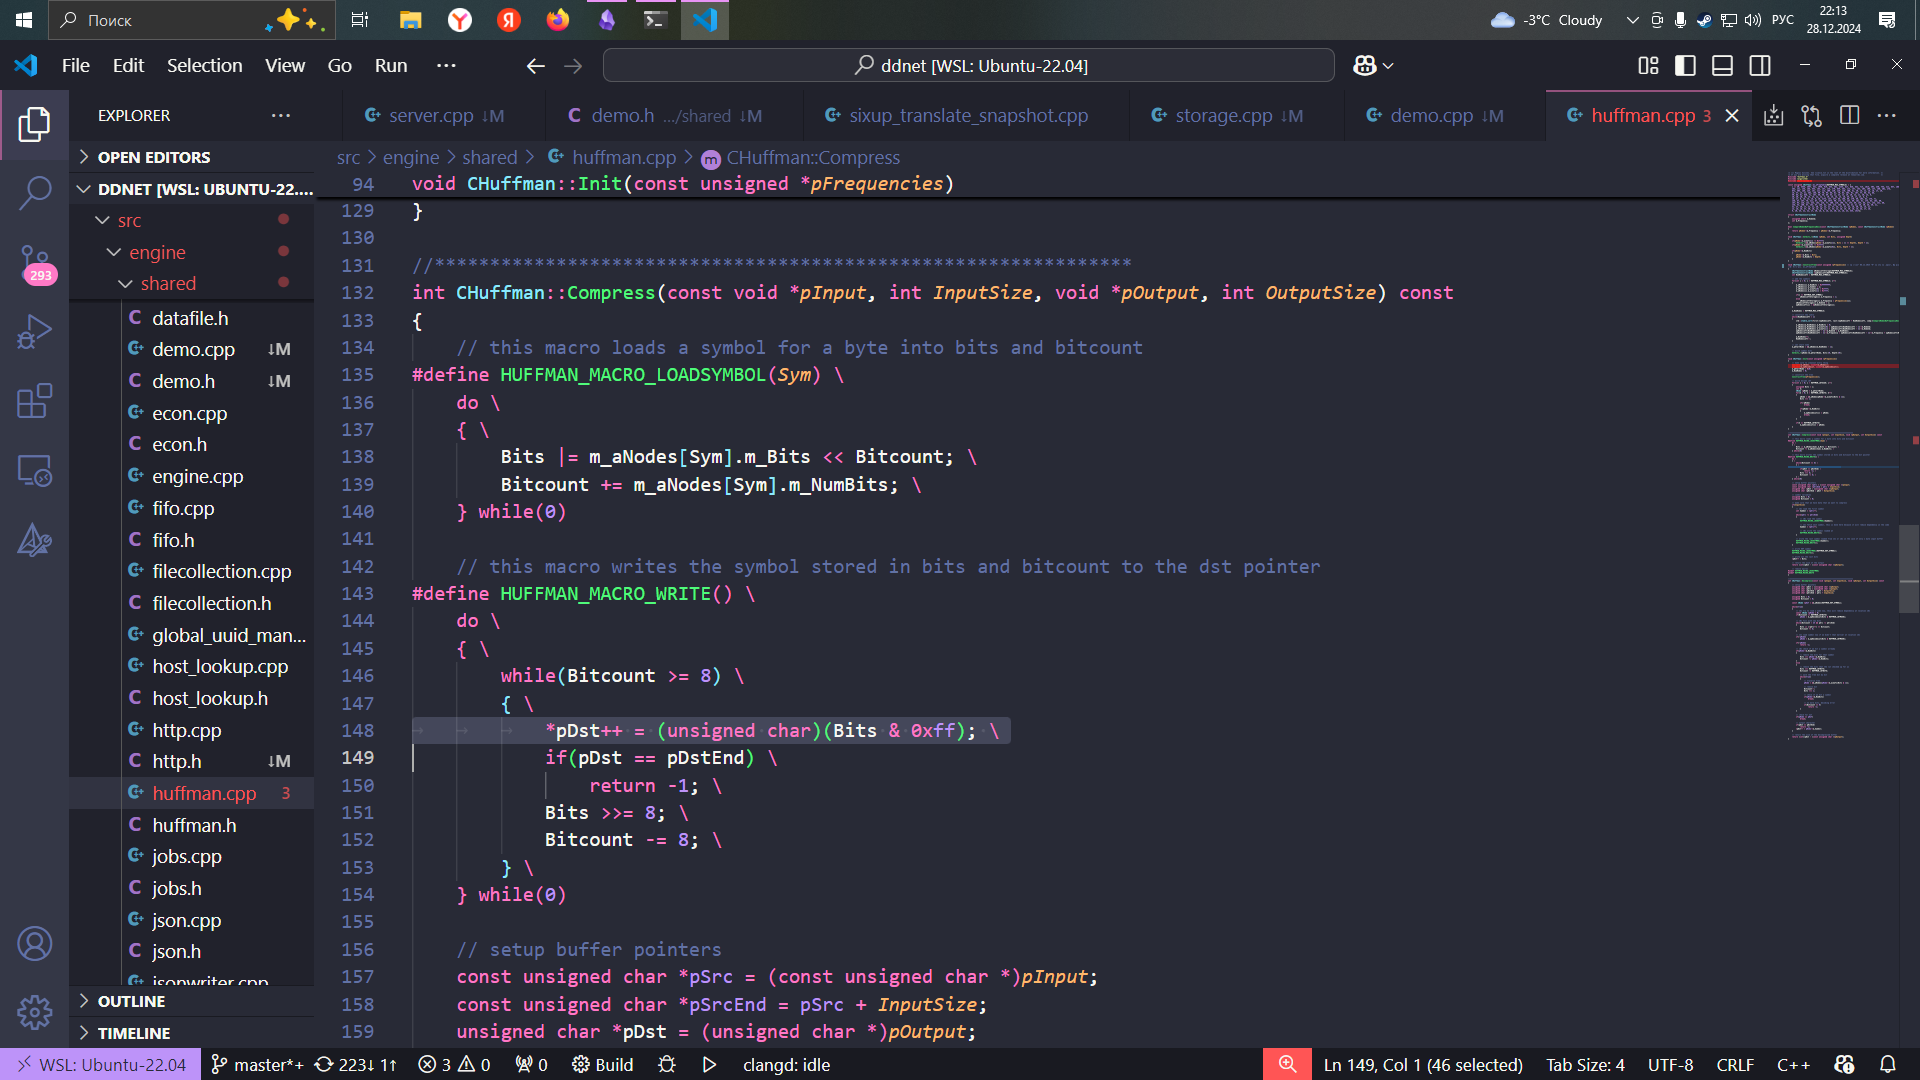 Поиск
-3°C Cloudy
РУС
22:13
28.12.2024
File Edit Selection View Go Run ···
ddnet [WSL: Ubuntu-22.04]
EXPLORER ···
server.cpp ↓M
demo.h .../shared ↓M
sixup_translate_snapshot.cpp
storage.cpp ↓M
demo.cpp ↓M
huffman.cpp 3
OPEN EDITORS
DDNET [WSL: UBUNTU-22....
src
engine
shared
datafile.h
demo.cpp ↓M
demo.h ↓M
econ.cpp
econ.h
engine.cpp
fifo.cpp
fifo.h
filecollection.cpp
filecollection.h
global_uuid_man...
host_lookup.cpp
host_lookup.h
http.cpp
http.h ↓M
huffman.cpp 3
huffman.h
jobs.cpp
jobs.h
json.cpp
json.h
jsonwriter.cpp
OUTLINE
TIMELINE
293
src > engine > shared > huffman.cpp > CHuffman::Compress
94 void CHuffman::Init(const unsigned *pFrequencies)
129 }
130
131 //***************************************************************
132 int CHuffman::Compress(const void *pInput, int InputSize, void *pOutput, int OutputSize) const
133 {
134 // this macro loads a symbol for a byte into bits and bitcount
135 #define HUFFMAN_MACRO_LOADSYMBOL(Sym) \
136 do \
137 { \
138 Bits |= m_aNodes[Sym].m_Bits << Bitcount; \
139 Bitcount += m_aNodes[Sym].m_NumBits; \
140 } while(0)
141
142 // this macro writes the symbol stored in bits and bitcount to the dst pointer
143 #define HUFFMAN_MACRO_WRITE() \
144 do \
145 { \
146 while(Bitcount >= 8) \
147 { \
148 *pDst++ = (unsigned char)(Bits & 0xff); \
149 if(pDst == pDstEnd) \
150 return -1; \
151 Bits >>= 8; \
152 Bitcount -= 8; \
153 } \
154 } while(0)
155
156 // setup buffer pointers
157 const unsigned char *pSrc = (const unsigned char *)pInput;
158 const unsigned char *pSrcEnd = pSrc + InputSize;
159 unsigned char *pDst = (unsigned char *)pOutput;
WSL: Ubuntu-22.04 master*+ 223↓ 1↑ 3 0 0 Build clangd: idle Ln 149, Col 1 (46 selected) Tab Size: 4 UTF-8 CRLF C++